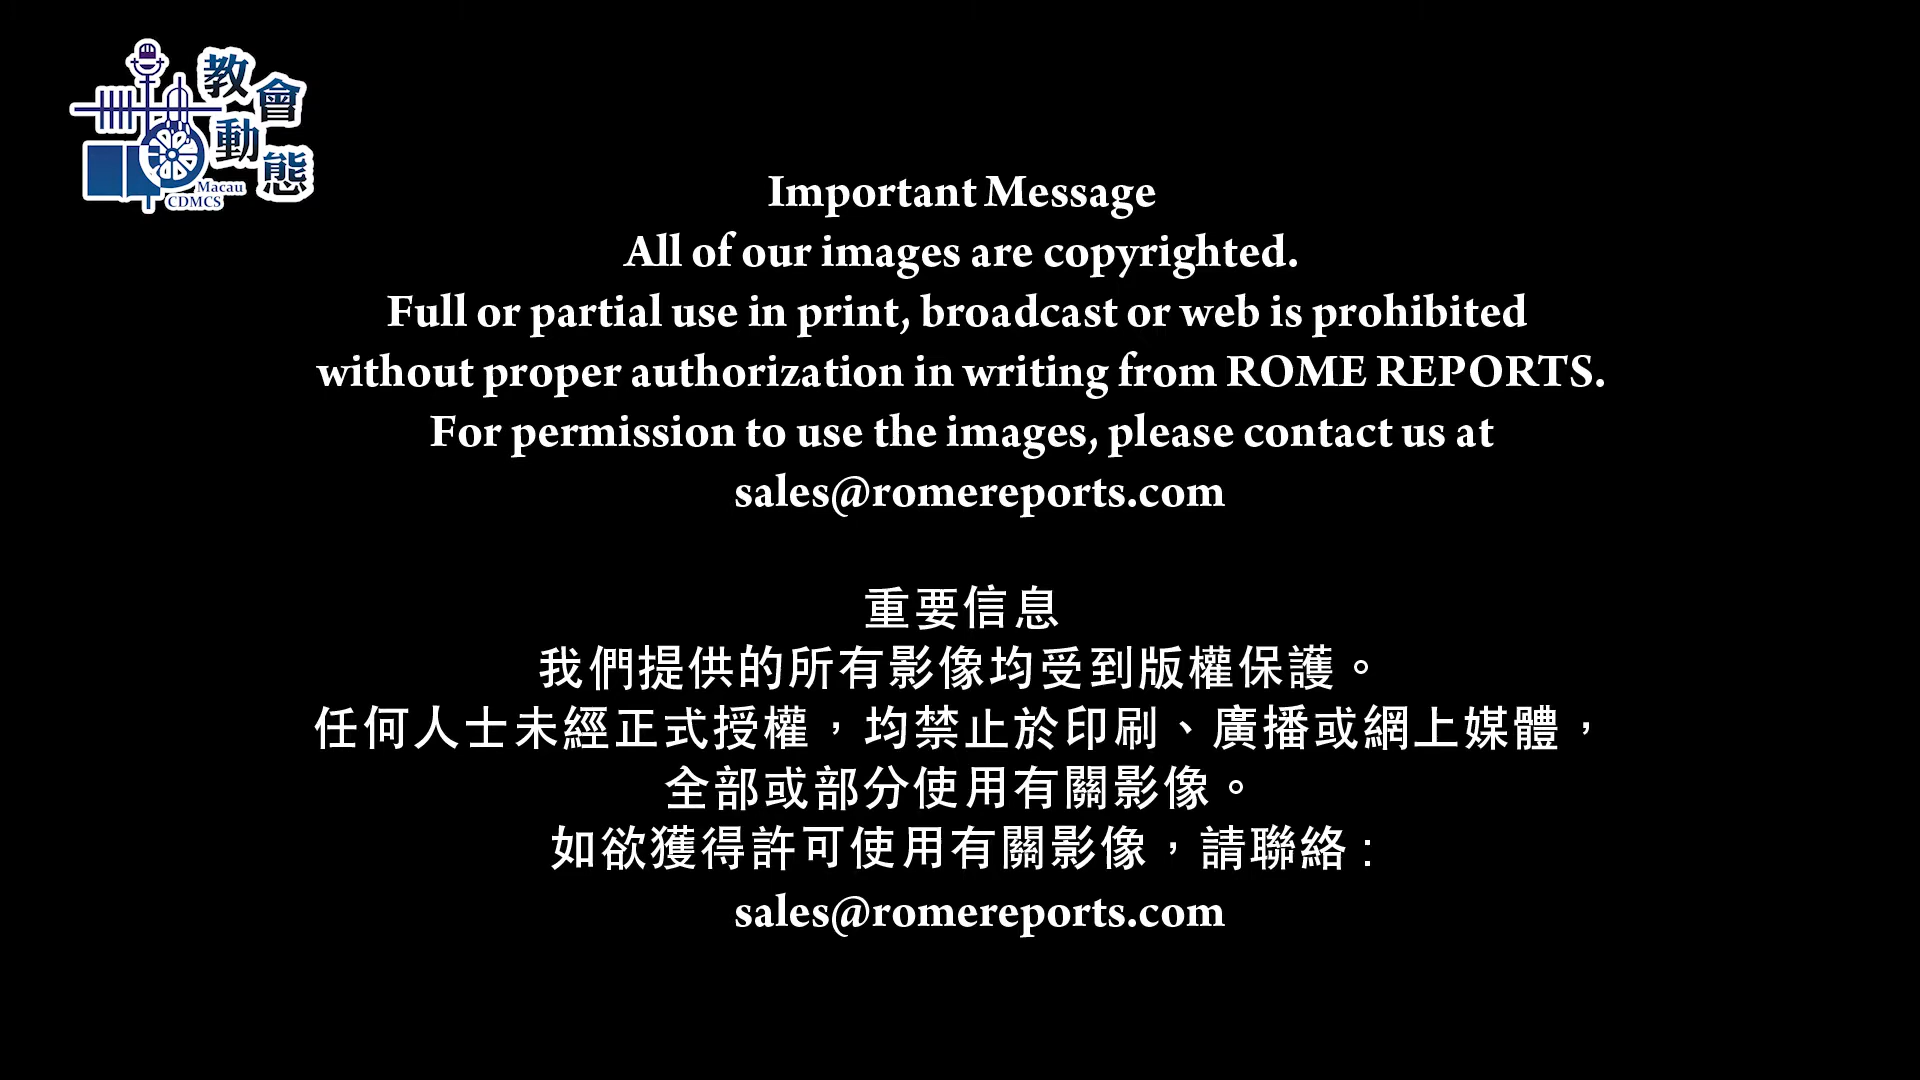 教會動態
Macau
CDMCS
Important Message
All of our images are copyrighted.
Full or partial use in print, broadcast or web is prohibited
without proper authorization in writing from ROME REPORTS.
For permission to use the images, please contact us at
sales@romereports.com
重要信息
我們提供的所有影像均受到版權保護。
任何人士未經正式授權，均禁止於印刷、廣播或網上媒體，
全部或部分使用有關影像。
如欲獲得許可使用有關影像，請聯絡：
sales@romereports.com